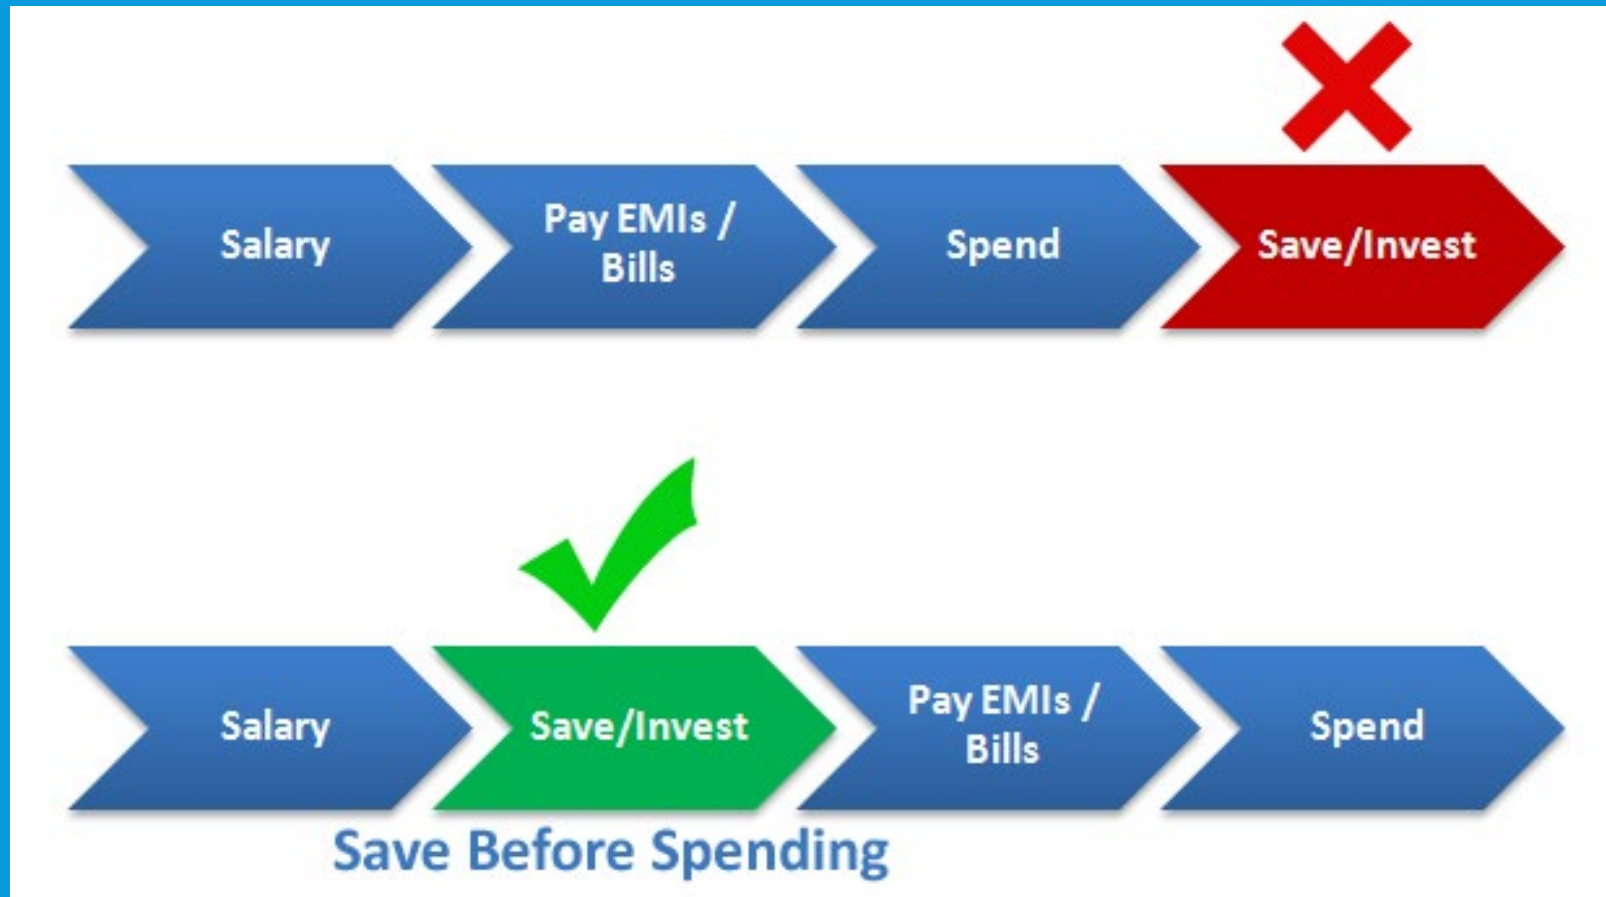 Salary
Pay EMIs /
Bills
Spend
Save/Invest
Salary
Save/Invest
Pay EMIs /
Bills
Spend
Save Before Spending